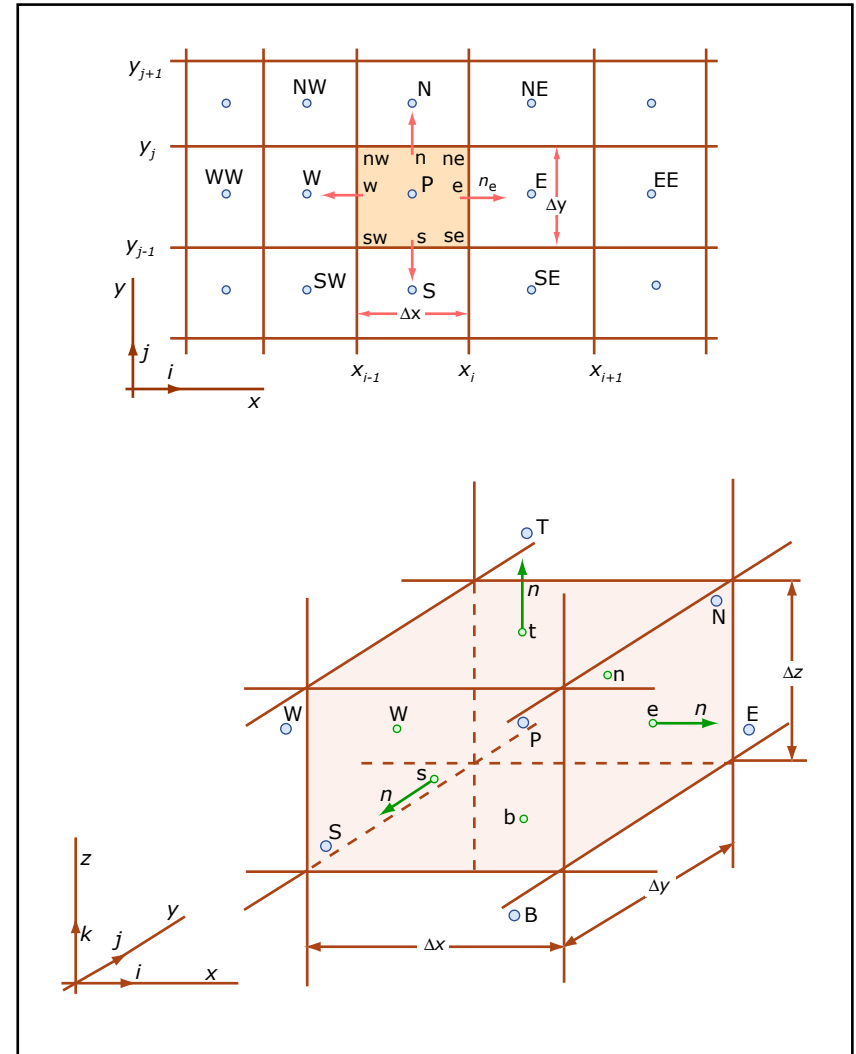 y_{j+1}
NW N NE
y_j
nw n ne
WW W w P e n_e E EE
Δy
y_{j-1}
sw s se
SW S SE
y
Δx
j
i
x_{i-1} x_i x_{i+1}
x
T
n
N
t
n
Δz
W W P e n E
s
n
S b
z
Δy
y
B
k j
Δx
i x